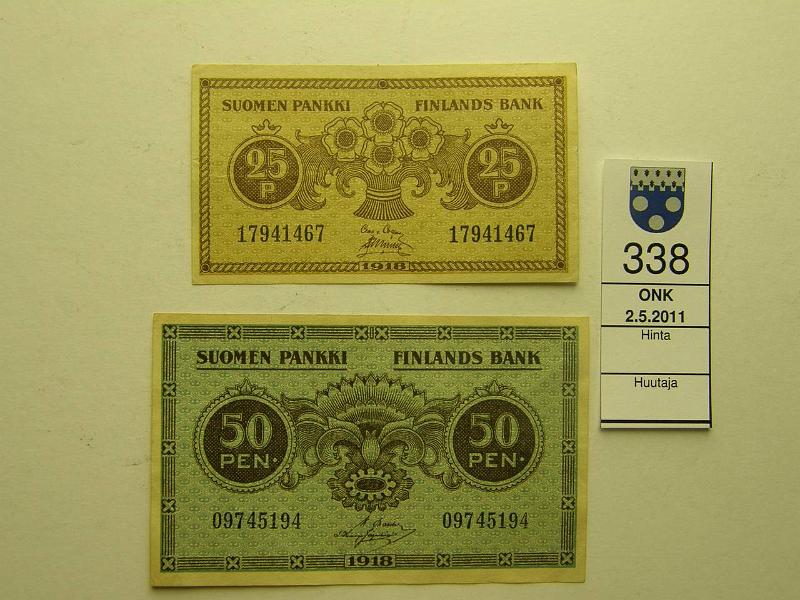 SUOMEN PANKKI FINLANDS BANK
25 P 25 P
17941467 17941467
1918
SUOMEN PANKKI FINLANDS BANK
50 PEN. 50 PEN.
09745194 09745194
1918
338
ONK
2.5.2011
Hinta
Huutaja